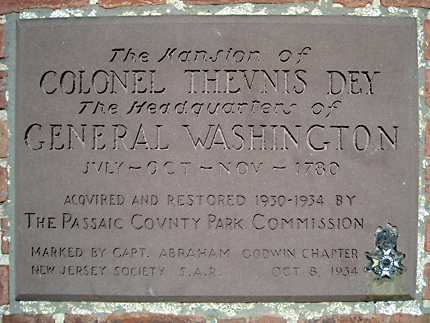 The Mansion of
COLONEL THEVNIS DEY
The Headquarters of
GENERAL WASHINGTON
JVLY – OCT – NOV – 1780
ACQVIRED AND RESTORED 1930-1934 BY
THE PASSAIC COVNTY PARK COMMISSION
MARKED BY CAPT. ABRAHAM GODWIN CHAPTER
NEW JERSEY SOCIETY S.A.R. OCT 8, 1934